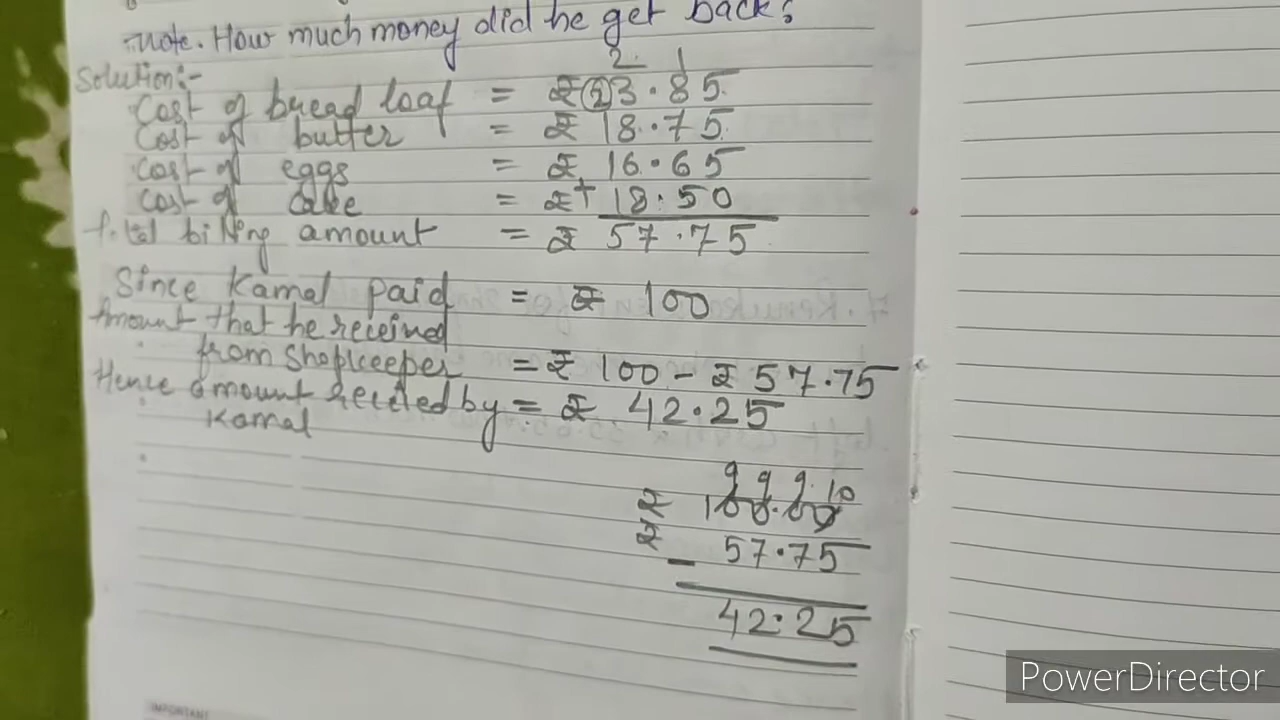 note. How much money did he get back?
Solution:-
2 1
Cost of bread loaf = ₹ ②3.85
Cost of butter = ₹ 18.75
Cost of eggs = ₹ 16.65
Cost of Cake = ₹ + 18.50
Total billing amount = ₹ 57.75
Since Kamal paid = ₹ 100
Amount that he received
from Shopkeeper = ₹ 100 - ₹ 57.75
Hence amount by = ₹ 42.25
Kamal
9 9 9 10
₹ 100.00
₹ - 57.75
42.25
IMPORTANT
PowerDirector